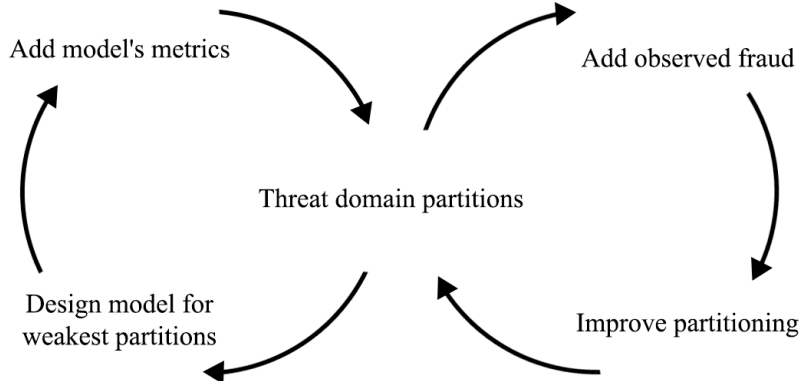 Add model's metrics
Add observed fraud
Threat domain partitions
Design model for
weakest partitions
Improve partitioning